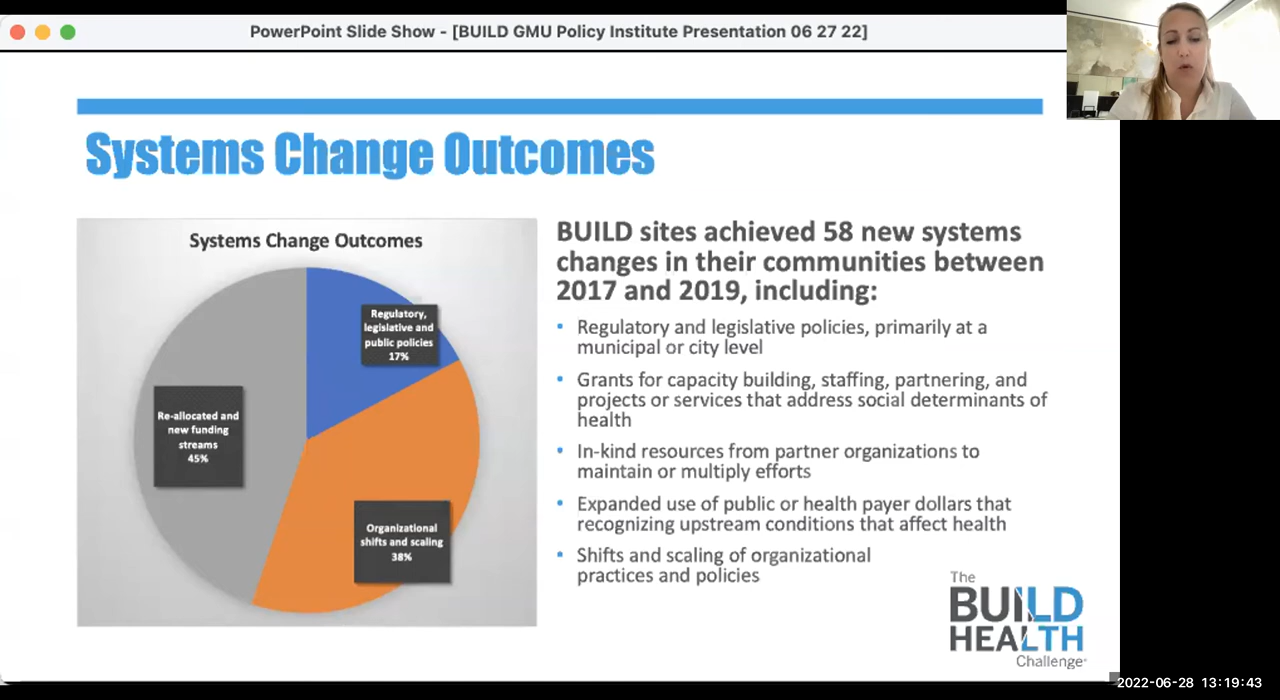 PowerPoint Slide Show - [BUILD GMU Policy Institute Presentation 06 27 22]
Systems Change Outcomes
Systems Change Outcomes
Regulatory,
legislative and
public policies
17%
Re-allocated and
new funding
streams
45%
Organizational
shifts and scaling
38%
BUILD sites achieved 58 new systems
changes in their communities between
2017 and 2019, including:
• Regulatory and legislative policies, primarily at a
municipal or city level
• Grants for capacity building, staffing, partnering, and
projects or services that address social determinants of
health
• In-kind resources from partner organizations to
maintain or multiply efforts
• Expanded use of public or health payer dollars that
recognizing upstream conditions that affect health
• Shifts and scaling of organizational
practices and policies
The
BUILD
HEALTH
Challenge
2022-06-28 13:19:43